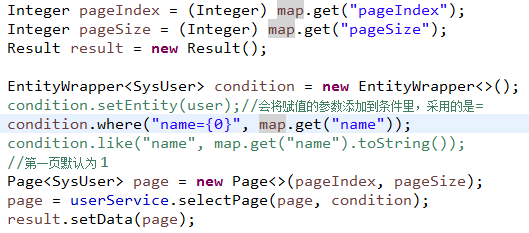 Integer pageIndex = (Integer) map.get("pageIndex");
Integer pageSize = (Integer) map.get("pageSize");
Result result = new Result();
EntityWrapper<SysUser> condition = new EntityWrapper<>();
condition.setEntity(user);//会将赋值的参数添加到条件里，采用的是=
condition.where("name={0}", map.get("name"));
condition.like("name", map.get("name").toString());
//第一页默认为 1
Page<SysUser> page = new Page<>(pageIndex, pageSize);
page = userService.selectPage(page, condition);
result.setData(page);